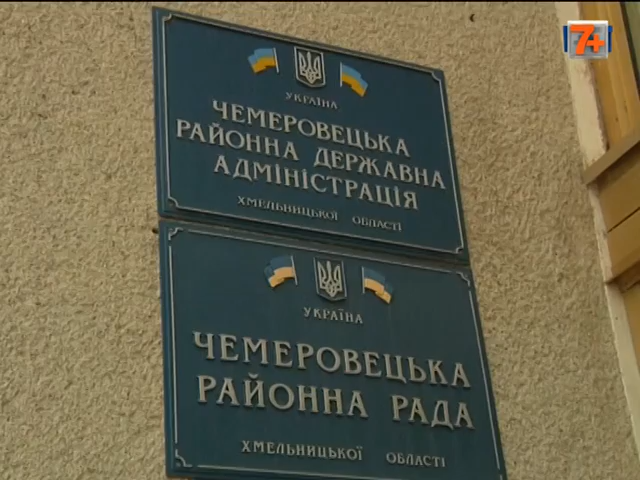 7+
УКРАЇНА
ЧЕМЕРОВЕЦЬКА
РАЙОННА ДЕРЖАВНА
АДМІНІСТРАЦІЯ
ХМЕЛЬНИЦЬКОЇ ОБЛАСТІ
УКРАЇНА
ЧЕМЕРОВЕЦЬКА
РАЙОННА РАДА
ХМЕЛЬНИЦЬКОЇ ОБЛАСТІ